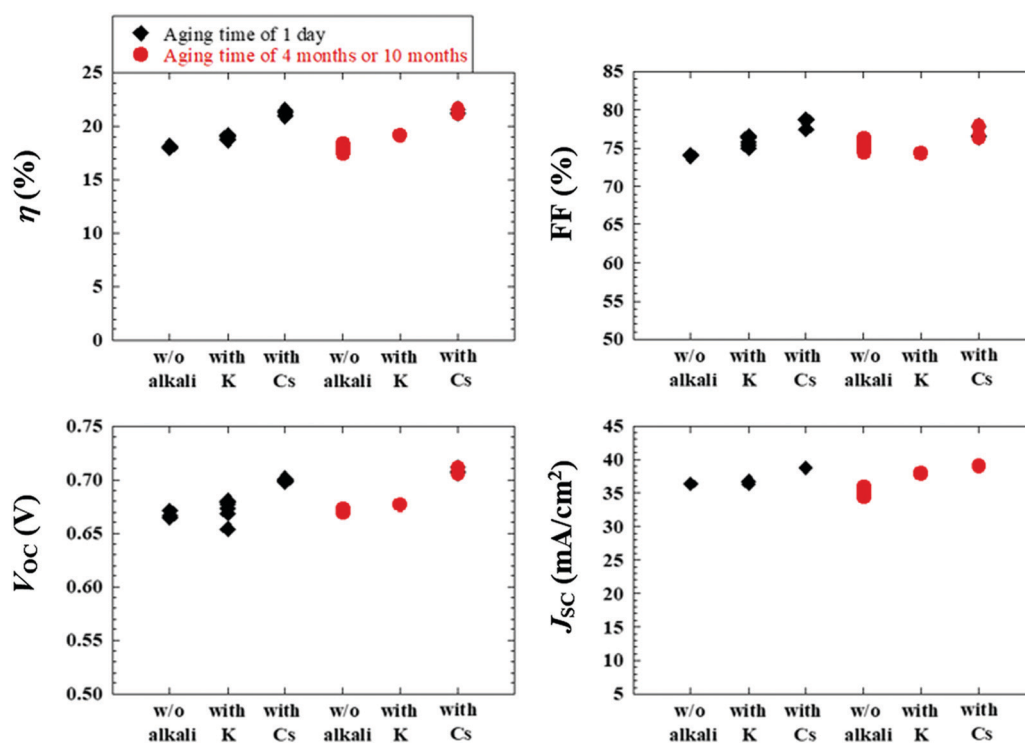 Aging time of 1 day
Aging time of 4 months or 10 months
η (%)
25
20
15
10
5
0
w/o alkali
with K
with Cs
w/o alkali
with K
with Cs
FF (%)
85
80
75
70
65
60
55
50
w/o alkali
with K
with Cs
w/o alkali
with K
with Cs
VOC (V)
0.75
0.70
0.65
0.60
0.55
0.50
w/o alkali
with K
with Cs
w/o alkali
with K
with Cs
JSC (mA/cm²)
45
40
35
30
25
20
15
10
5
w/o alkali
with K
with Cs
w/o alkali
with K
with Cs